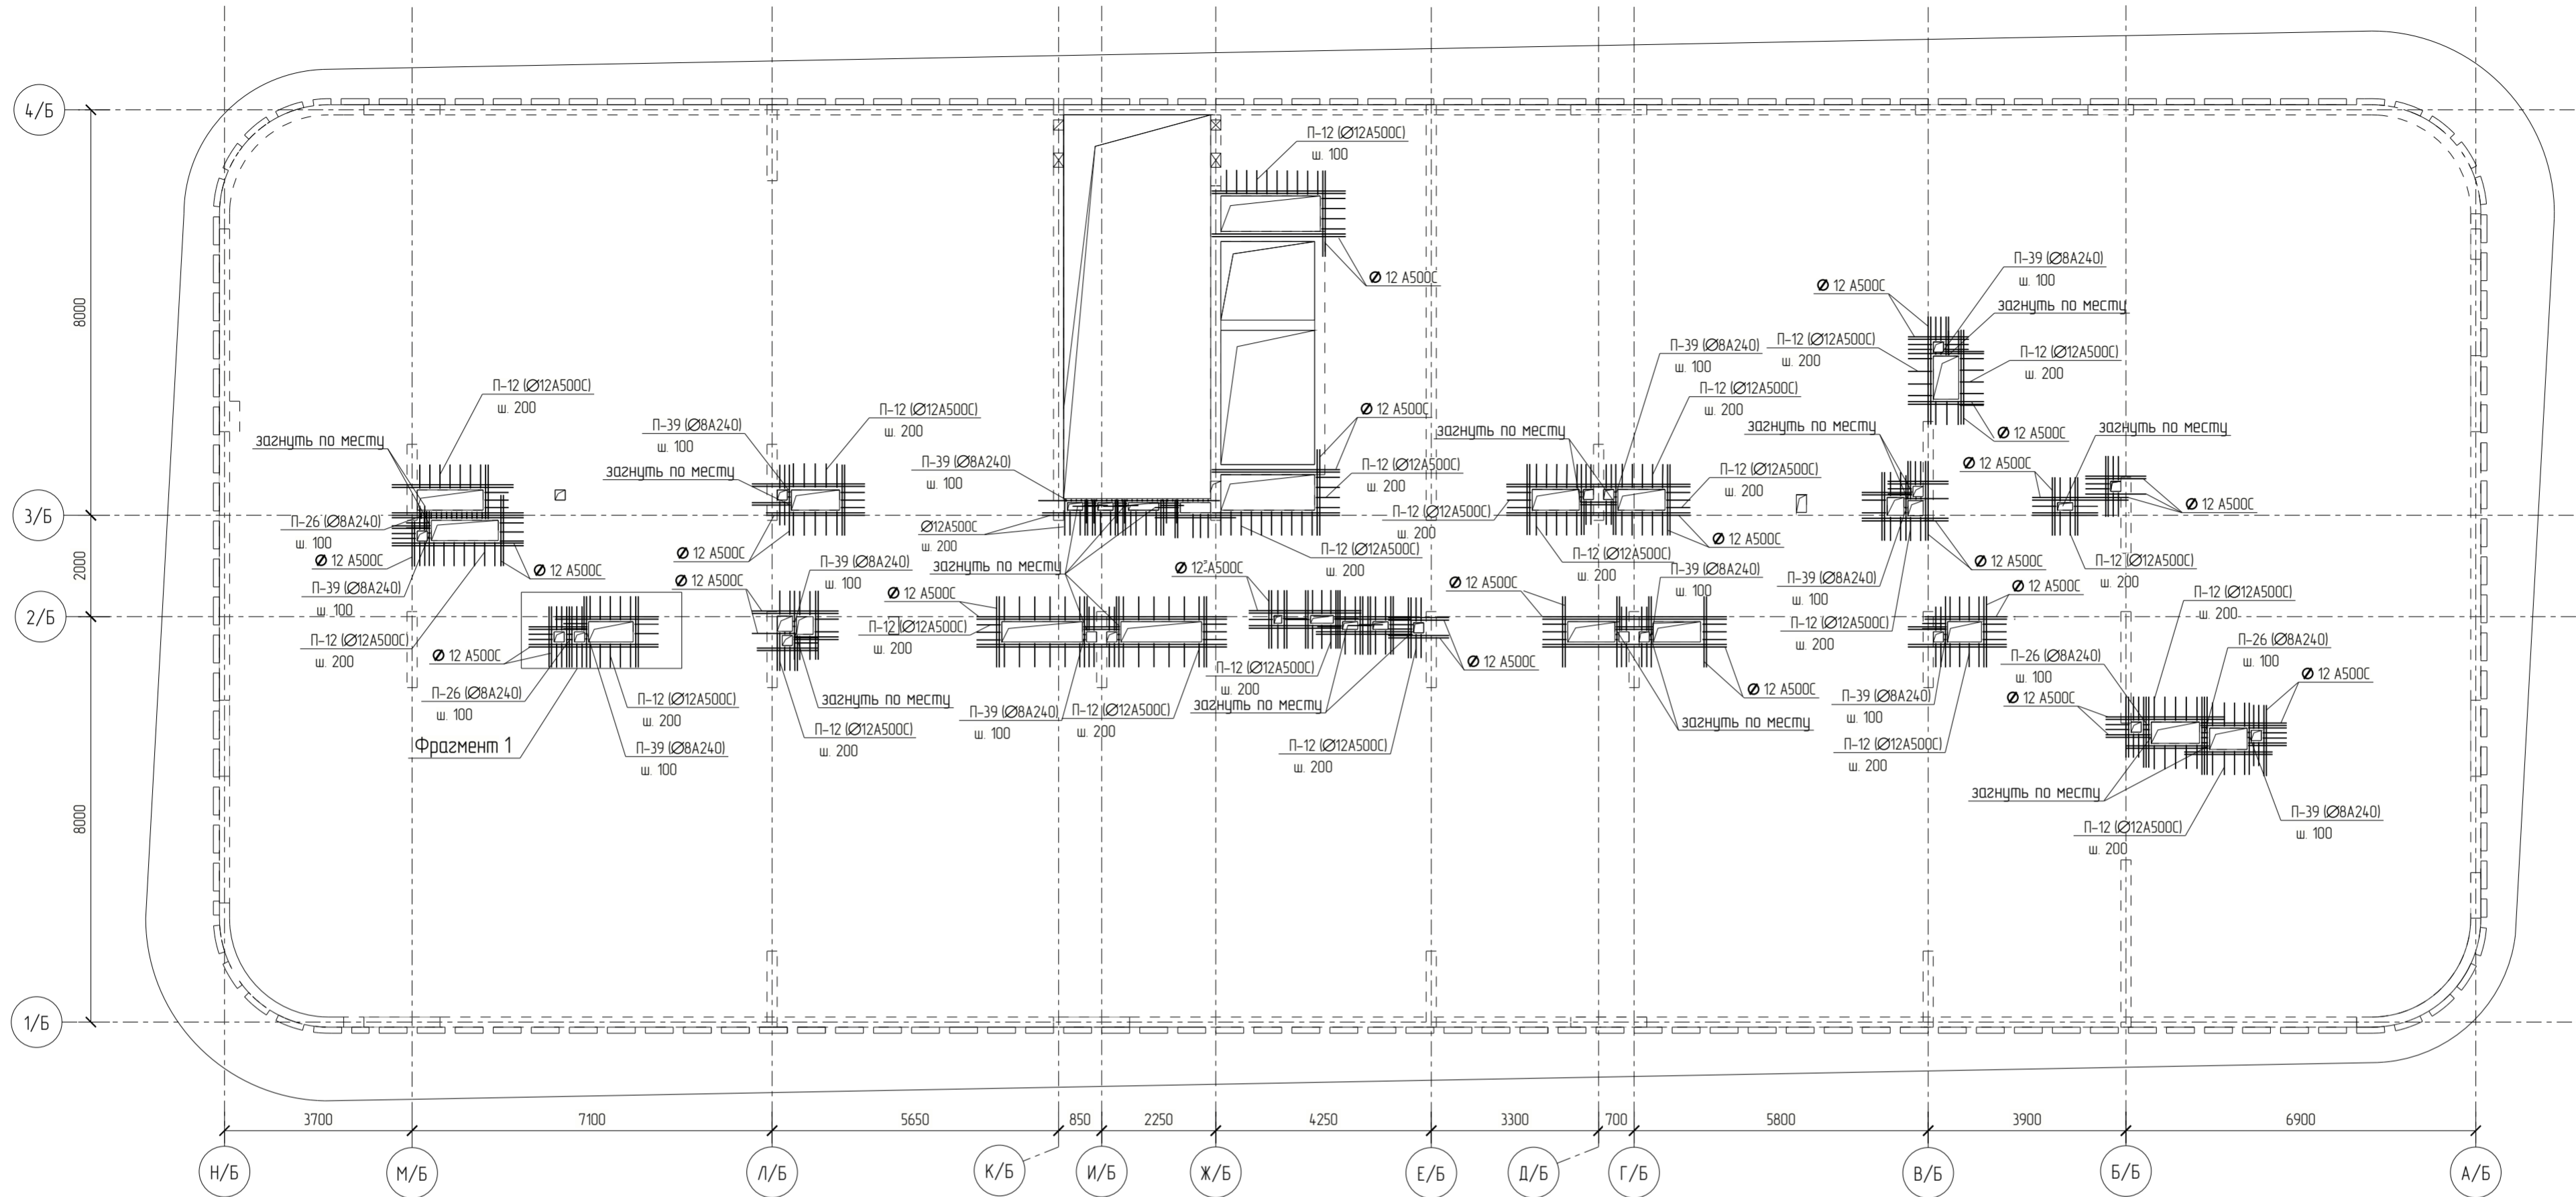 4/Б
П-12 (Ø12А500С)
ш. 100
Ø 12 А500С
8000
П-39 (Ø8А240)
ш. 100
Ø 12 А500С
загнуть по месту
П-12 (Ø12А500С)
ш. 200
П-12 (Ø12А500С)
ш. 200
П-39 (Ø8А240)
ш. 100
П-12 (Ø12А500С)
ш. 200
Ø 12 А500С
П-12 (Ø12А500С)
ш. 200
загнуть по месту
П-39 (Ø8А240)
ш. 100
П-12 (Ø12А500С)
ш. 200
загнуть по месту
П-39 (Ø8А240)
ш. 100
Ø 12 А500С
П-12 (Ø12А500С)
ш. 200
загнуть по месту
П-12 (Ø12А500С)
ш. 200
загнуть по месту
Ø 12 А500С
загнуть по месту
Ø 12 А500С
3/Б
П-26 (Ø8А240)
ш. 100
Ø 12 А500С
П-39 (Ø8А240)
ш. 100
П-12 (Ø12А500С)
ш. 200
Ø 12 А500С
Ø 12 А500С
Ø12А500С
ш. 200
загнуть по месту
П-12 (Ø12А500С)
ш. 200
П-12 (Ø12А500С)
ш. 200
П-12 (Ø12А500С)
ш. 200
Ø 12 А500С
П-39 (Ø8А240)
ш. 100
П-39 (Ø8А240)
ш. 100
Ø 12 А500С
П-12 (Ø12А500С)
ш. 200
П-12 (Ø12А500С)
ш. 200
2000
2/Б
Ø 12 А500С
П-26 (Ø8А240)
ш. 100
П-12 (Ø12А500С)
ш. 200
П-39 (Ø8А240)
ш. 100
Фрагмент 1
Ø 12 А500С
П-39 (Ø8А240)
ш. 100
загнуть по месту
П-12 (Ø12А500С)
ш. 200
Ø 12 А500С
П-12 (Ø12А500С)
ш. 200
П-39 (Ø8А240)
ш. 100
П-12 (Ø12А500С)
ш. 200
Ø 12 А500С
П-12 (Ø12А500С)
ш. 200
загнуть по месту
П-12 (Ø12А500С)
ш. 200
Ø 12 А500С
Ø 12 А500С
Ø 12 А500С
загнуть по месту
Ø 12 А500С
П-39 (Ø8А240)
ш. 100
П-12 (Ø12А500С)
ш. 200
П-12 (Ø12А500С)
ш. 200
П-26 (Ø8А240)
ш. 100
П-26 (Ø8А240)
ш. 100
Ø 12 А500С
Ø 12 А500С
загнуть по месту
П-12 (Ø12А500С)
ш. 200
П-39 (Ø8А240)
ш. 100
8000
1/Б
3700
7100
5650
850
2250
4250
3300
700
5800
3900
6900
Н/Б
М/Б
Л/Б
К/Б
И/Б
Ж/Б
Е/Б
Д/Б
Г/Б
В/Б
Б/Б
А/Б